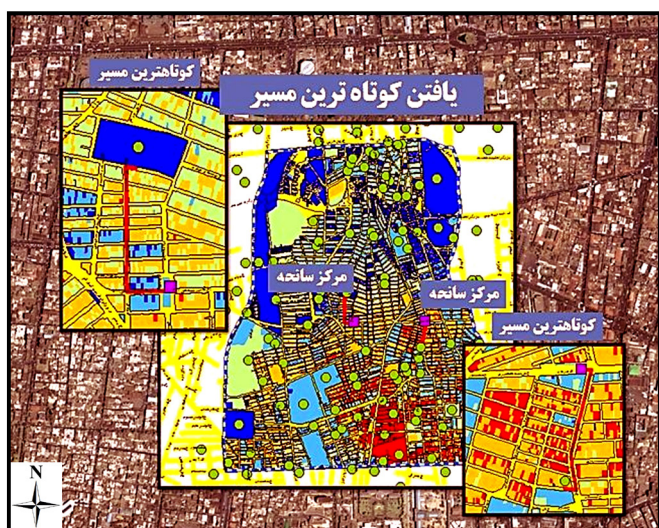 کوتاهترین مسیر
یافتن کوتاه ترین مسیر
مرکز سانحه
مرکز سانحه
کوتاهترین مسیر
N